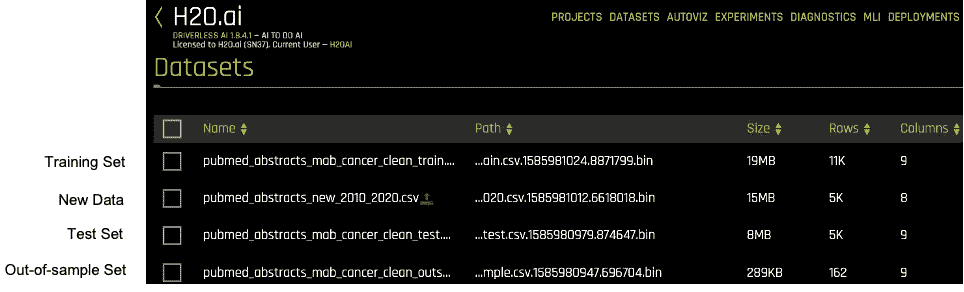 H2O.ai
PROJECTS DATASETS AUTOVIZ EXPERIMENTS DIAGNOSTICS MLI DEPLOYMENTS
DRIVERLESS AI 1.8.4.1 – AI TO DO AI
Licensed to H2O.ai (SN37). Current User – H2OAI
Datasets
Name Path Size Rows Columns
Training Set pubmed_abstracts_mab_cancer_clean_train.... ...ain.csv.1585981024.8871799.bin 19MB 11K 9
New Data pubmed_abstracts_new_2010_2020.csv ...020.csv.1585981012.6618018.bin 15MB 5K 8
Test Set pubmed_abstracts_mab_cancer_clean_test.... ...test.csv.1585980979.874647.bin 8MB 5K 9
Out-of-sample Set pubmed_abstracts_mab_cancer_clean_outs... ...mple.csv.1585980947.696704.bin 289KB 162 9